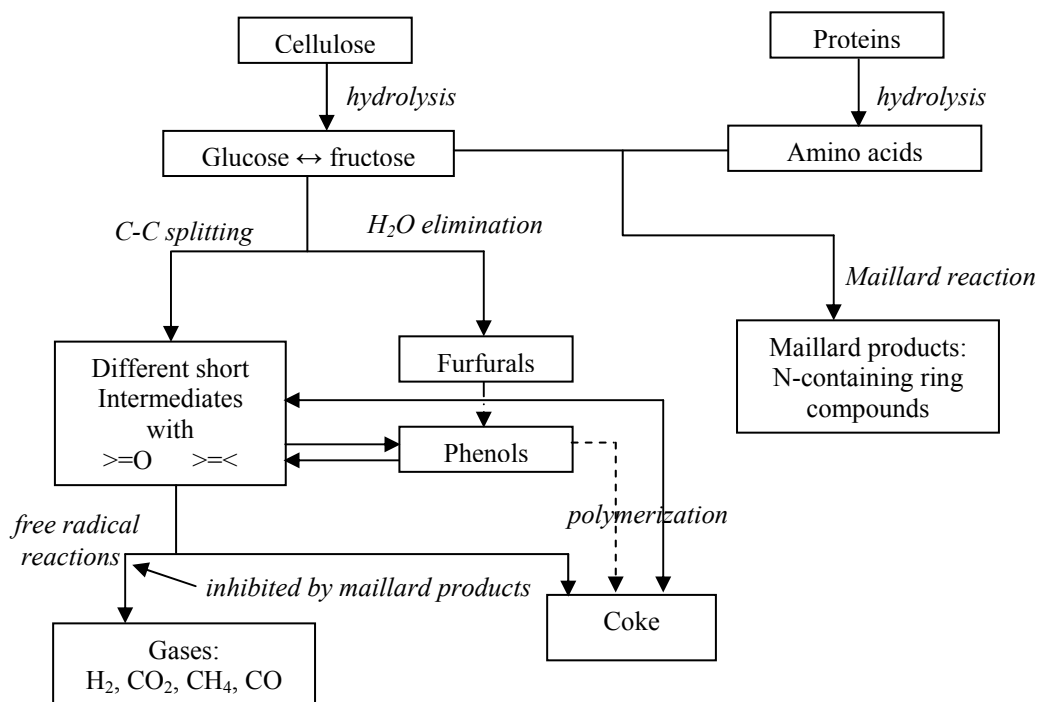 Cellulose
Proteins
hydrolysis
hydrolysis
Glucose ↔ fructose
Amino acids
C-C splitting
H₂O elimination
Maillard reaction
Different short
Intermediates
with
>=O >=<
Furfurals
Maillard products:
N-containing ring
compounds
Phenols
free radical
reactions
polymerization
inhibited by maillard products
Coke
Gases:
H₂, CO₂, CH₄, CO